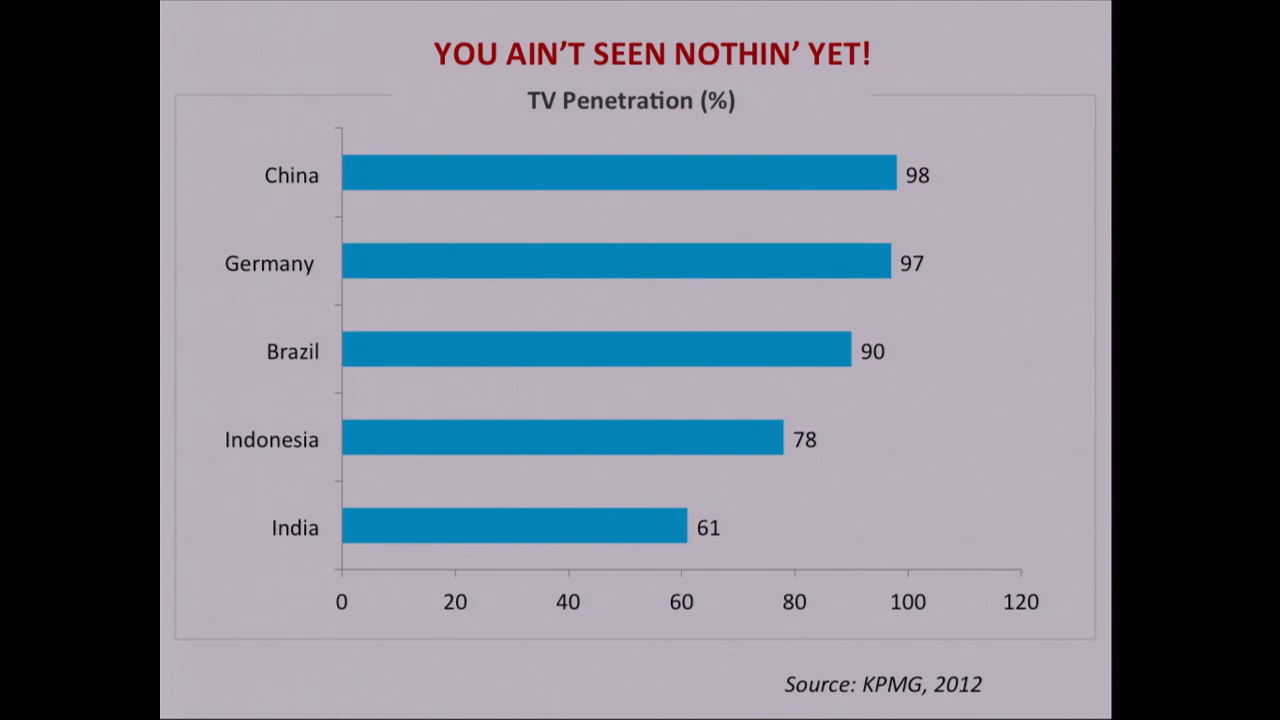 YOU AIN’T SEEN NOTHIN’ YET!
TV Penetration (%)
China 98
Germany 97
Brazil 90
Indonesia 78
India 61
0 20 40 60 80 100 120
Source: KPMG, 2012